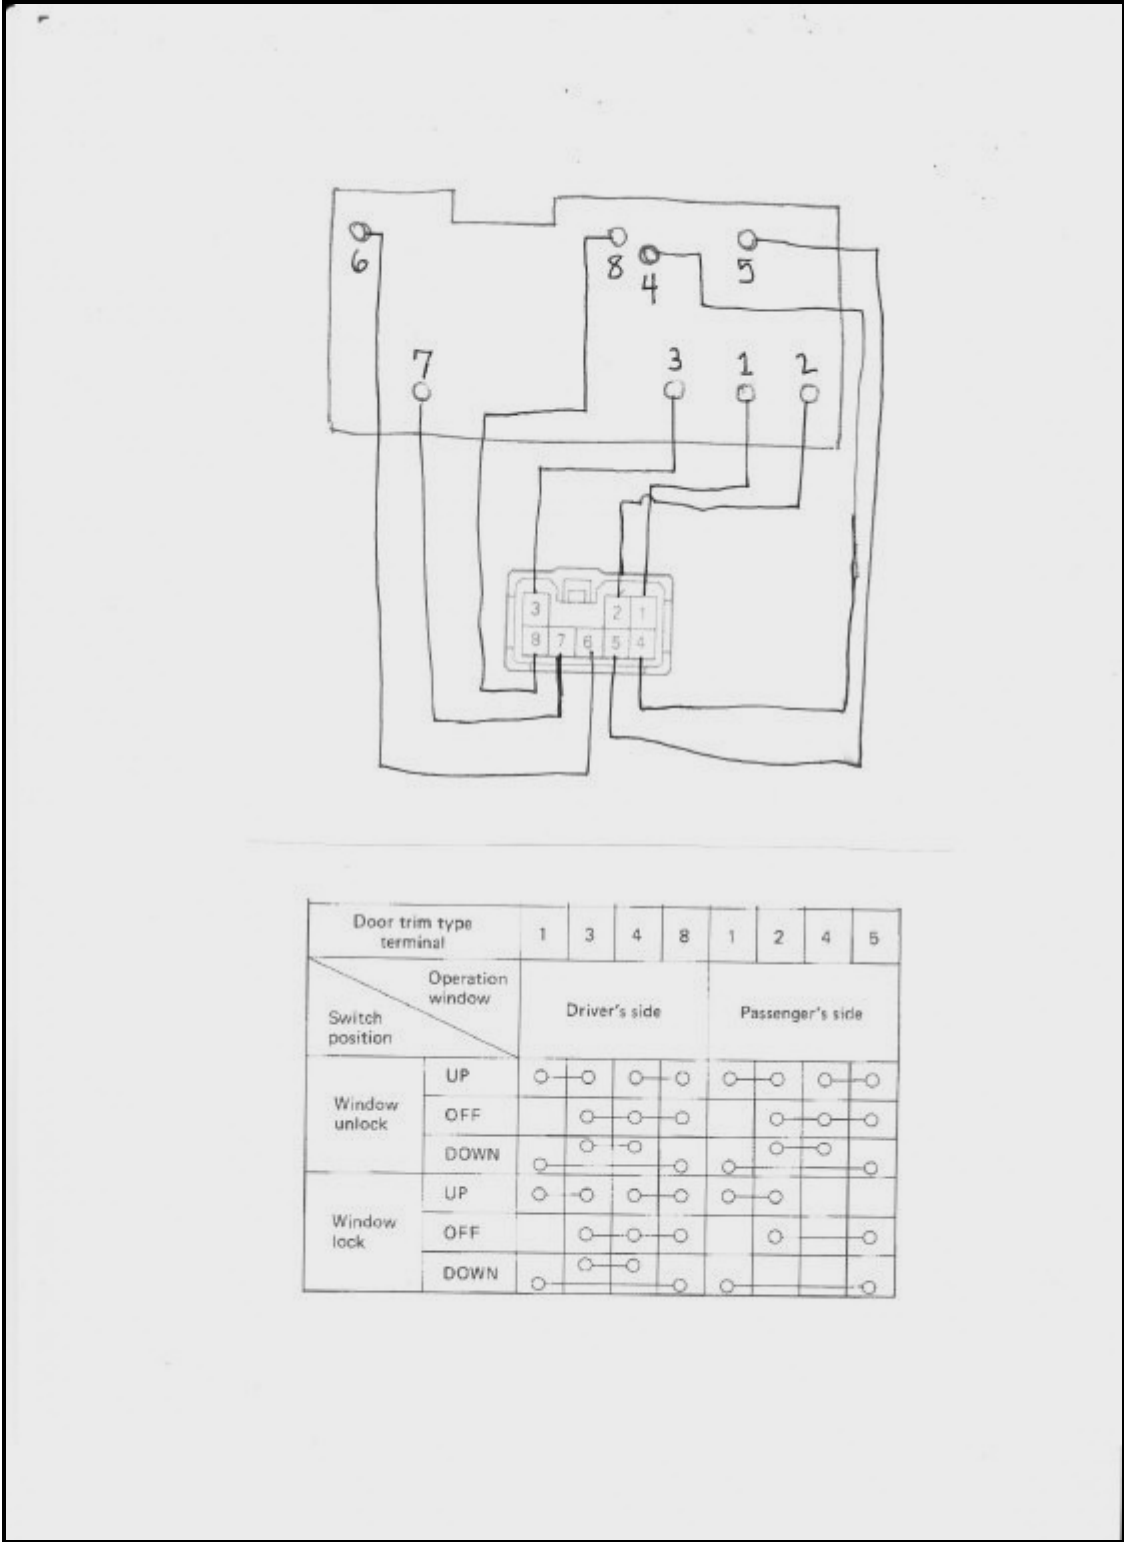 6
8
4
5
7
3
1
2
3
2
1
8
7
6
5
4
Door trim type
terminal
1
3
4
8
1
2
4
5
Operation
window
Switch
position
Driver's side
Passenger's side
Window
unlock
UP
OFF
DOWN
Window
lock
UP
OFF
DOWN